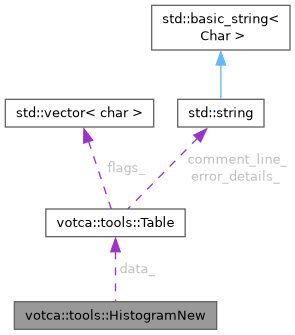 std::basic_string<
Char >
std::vector< char >
std::string
flags_
comment_line_
error_details_
votca::tools::Table
data_
votca::tools::HistogramNew